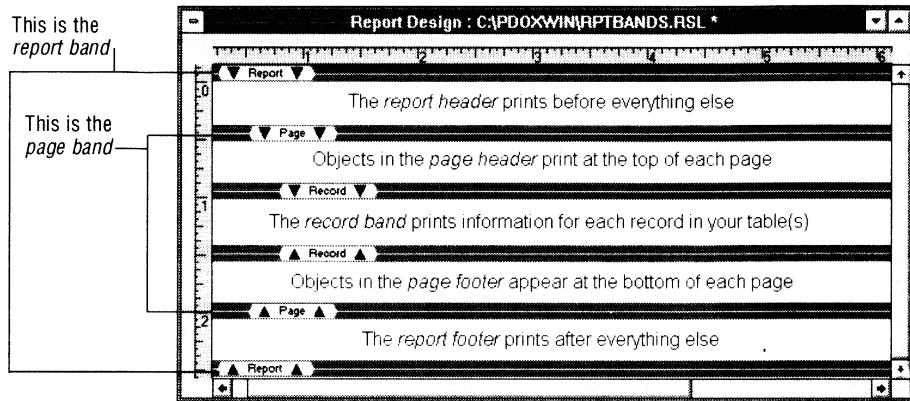 This is the
report band
Report Design : C:\PDOXWIN\RPTBANDS.RSL *
1 2 3 4 5 6
Report
0
The report header prints before everything else
This is the
page band
Page
Objects in the page header print at the top of each page
Record
1
The record band prints information for each record in your table(s)
Record
Objects in the page footer appear at the bottom of each page
Page
2
The report footer prints after everything else
Report